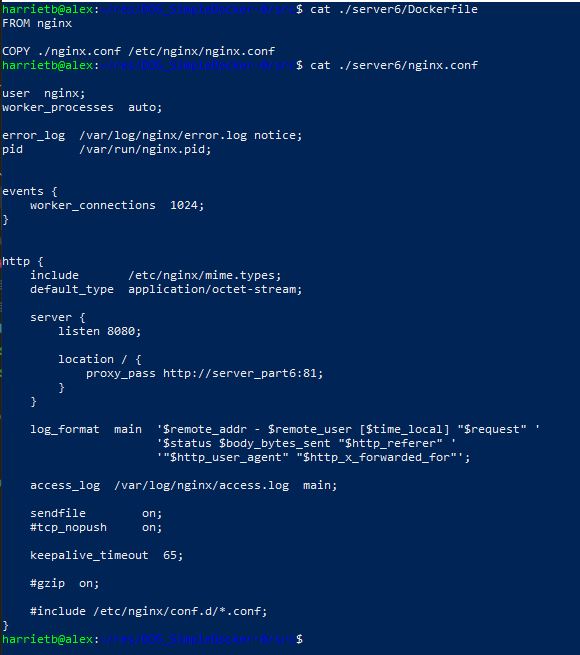 harrietb@alex: $ cat ./server6/Dockerfile
FROM nginx
COPY ./nginx.conf /etc/nginx/nginx.conf
harrietb@alex: $ cat ./server6/nginx.conf
user  nginx;
worker_processes  auto;
error_log  /var/log/nginx/error.log notice;
pid        /var/run/nginx.pid;
events {
    worker_connections  1024;
}
http {
    include       /etc/nginx/mime.types;
    default_type  application/octet-stream;
    server {
        listen 8080;
        location / {
            proxy_pass http://server_part6:81;
        }
    }
    log_format  main  '$remote_addr - $remote_user [$time_local] "$request" '
                      '$status $body_bytes_sent "$http_referer" '
                      '"$http_user_agent" "$http_x_forwarded_for"';
    access_log  /var/log/nginx/access.log  main;
    sendfile        on;
    #tcp_nopush     on;
    keepalive_timeout  65;
    #gzip  on;
    #include /etc/nginx/conf.d/*.conf;
}
harrietb@alex: $